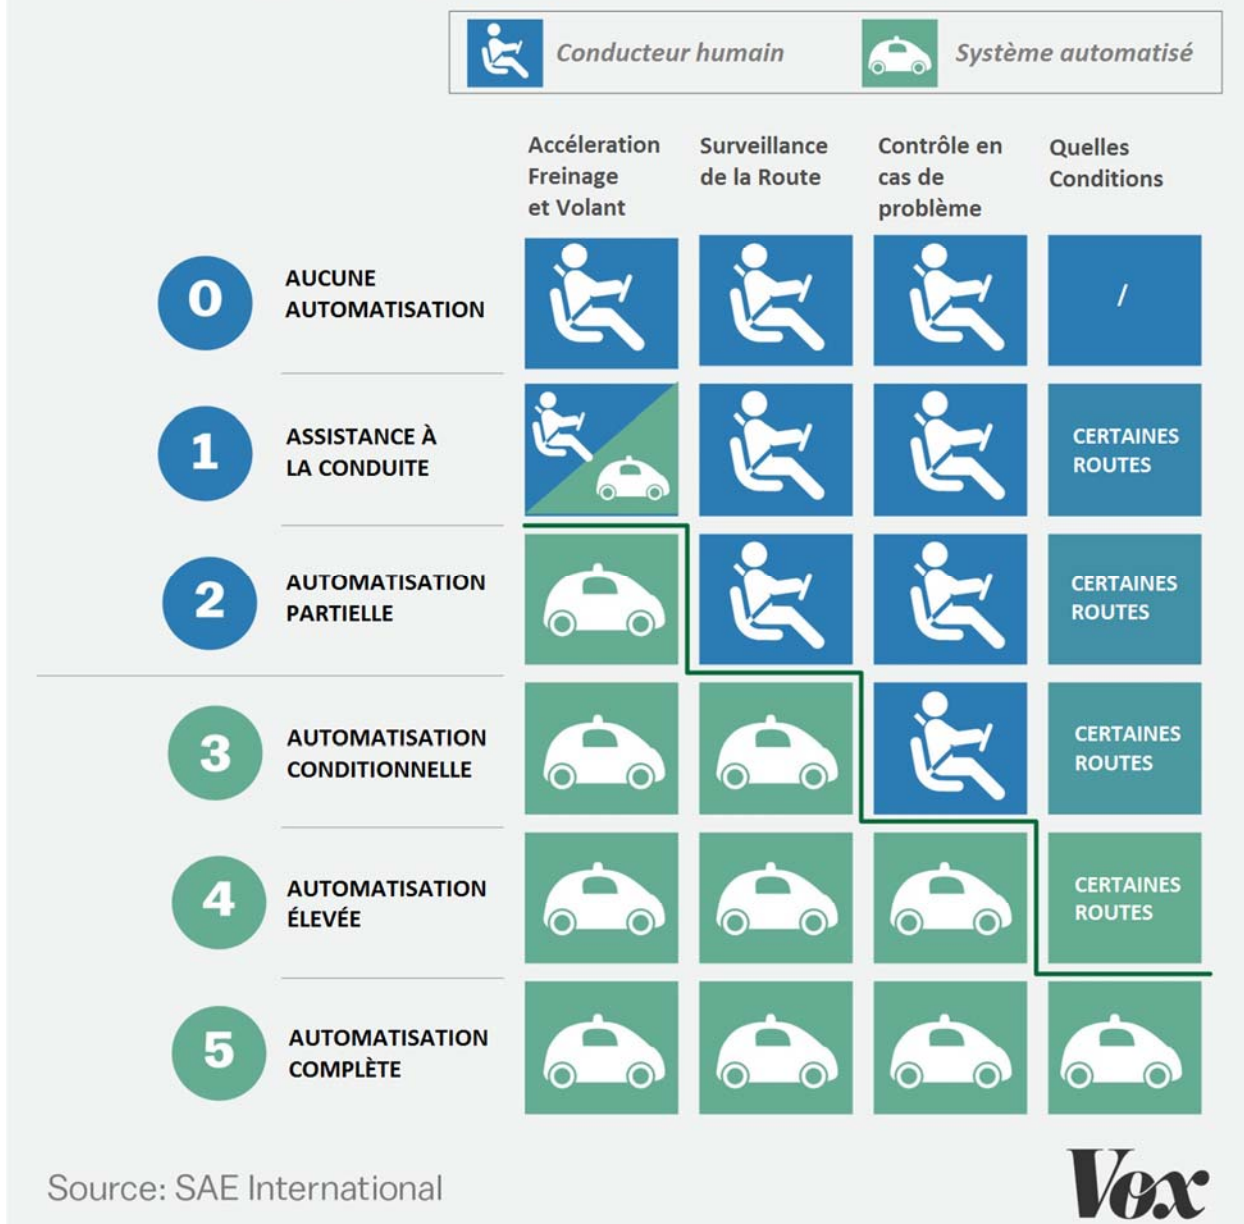 Conducteur humain
Système automatisé
Accéleration
Freinage
et Volant
Surveillance
de la Route
Contrôle en
cas de
problème
Quelles
Conditions
0
AUCUNE
AUTOMATISATION
/
1
ASSISTANCE À
LA CONDUITE
CERTAINES
ROUTES
2
AUTOMATISATION
PARTIELLE
CERTAINES
ROUTES
3
AUTOMATISATION
CONDITIONNELLE
CERTAINES
ROUTES
4
AUTOMATISATION
ÉLEVÉE
CERTAINES
ROUTES
5
AUTOMATISATION
COMPLÈTE
Source: SAE International
Vox